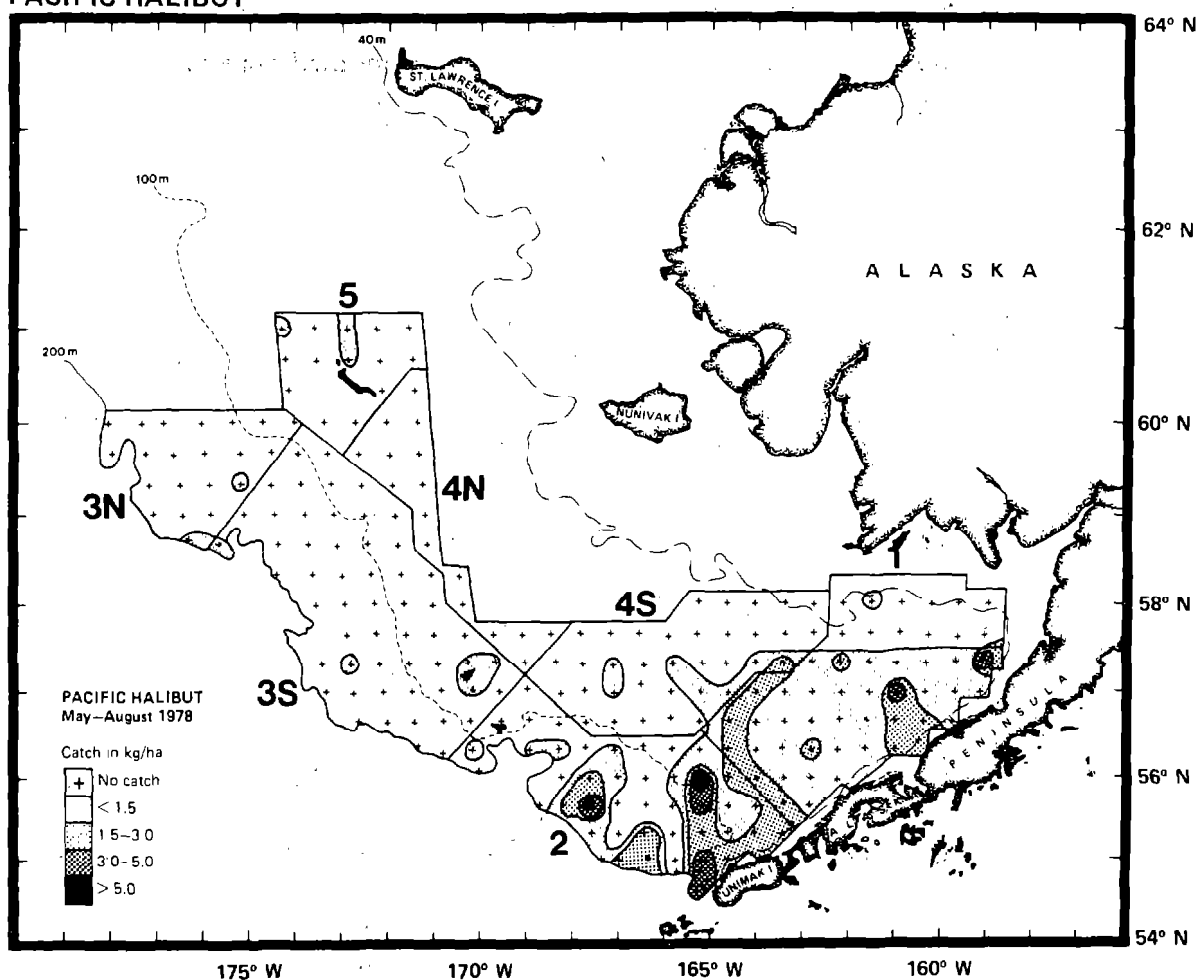 PACIFIC HALIBUT
64° N
40m
ST. LAWRENCE I
100m
62° N
ALASKA
5
200m
NUNIVAK I
60° N
3N
4N
1
4S
58° N
3S
PACIFIC HALIBUT
May–August 1978
Catch in kg/ha
+ No catch
< 1.5
1.5–3.0
3.0–5.0
> 5.0
PENINSULA
56° N
2
UNIMAK I
54° N
175° W
170° W
165° W
160° W